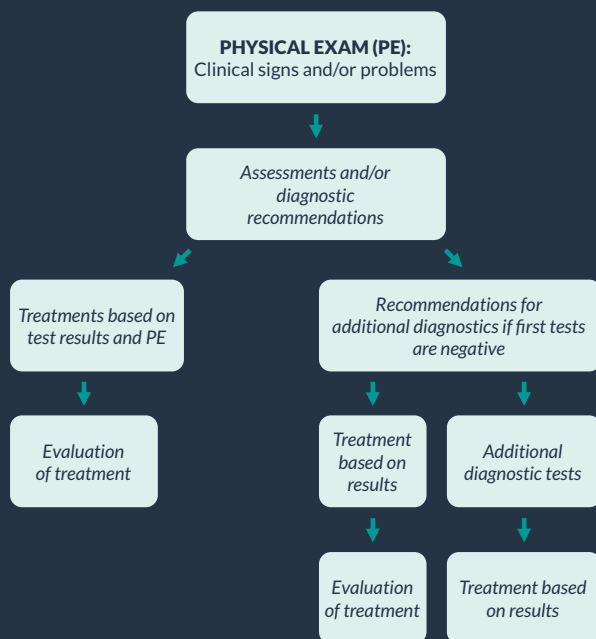 PHYSICAL EXAM (PE):
Clinical signs and/or problems
Assessments and/or
diagnostic
recommendations
Treatments based on
test results and PE
Recommendations for
additional diagnostics if first tests
are negative
Evaluation
of treatment
Treatment
based on
results
Additional
diagnostic tests
Evaluation
of treatment
Treatment based
on results